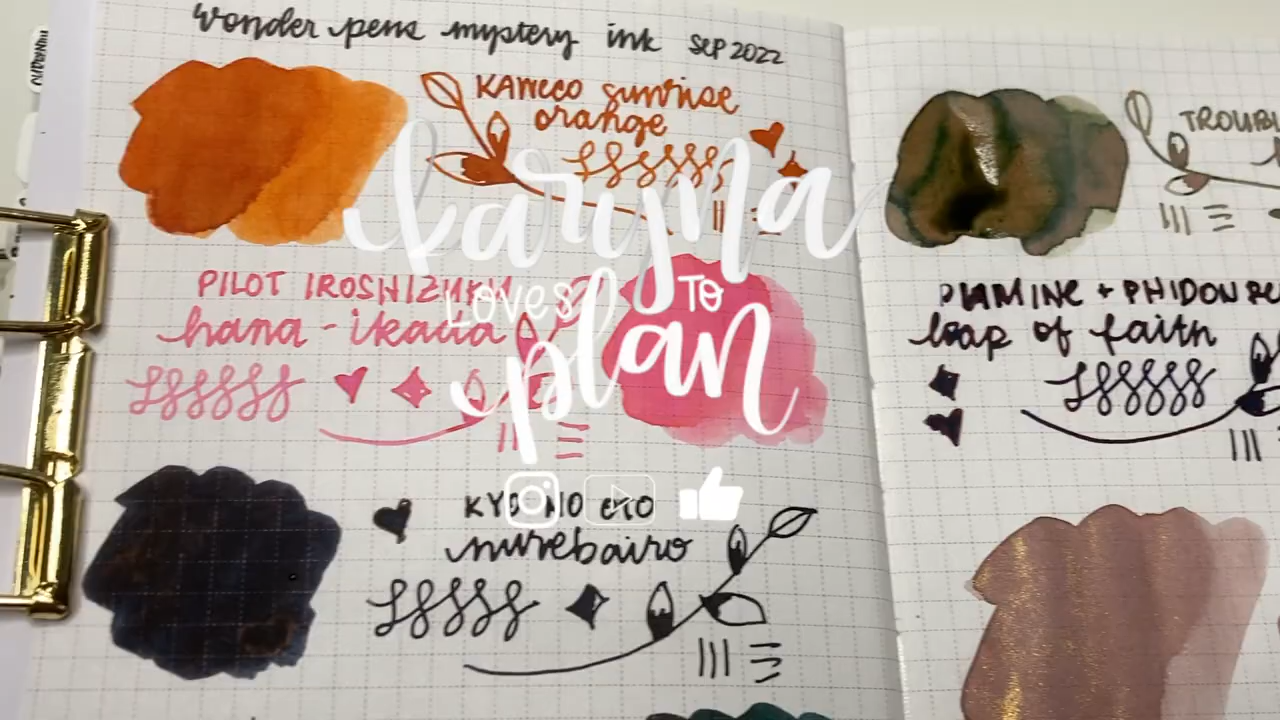 wonder pens mystery ink SEP 2022
KAWECO sunrise
orange
PILOT IROSHIZUKU
hana-ikada
KYO NO OTO
nurebairo
TROUBL
DIAMINE +
leap of faith
karyna
LOVES TO
plan